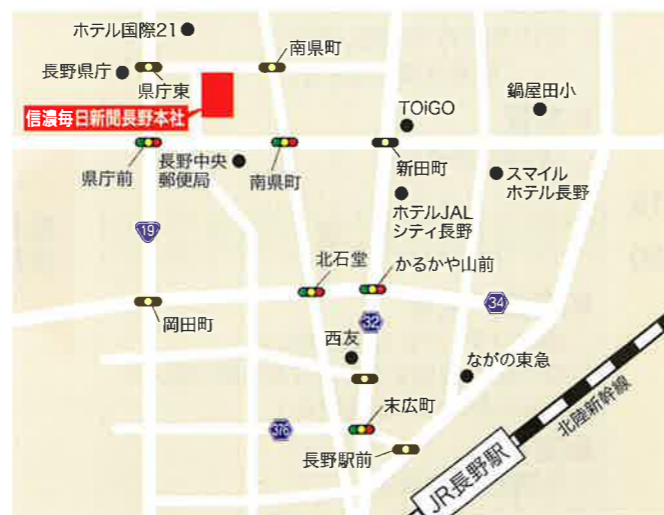 ホテル国際21
南県町
長野県庁
県庁東
鍋屋田小
TOiGO
信濃毎日新聞長野本社
県庁前
長野中央
郵便局
南県町
新田町
スマイル
ホテル長野
ホテルJAL
シティ長野
19
北石堂
かるかや山前
34
岡田町
32
西友
ながの東急
北陸新幹線
末広町
376
長野駅前
JR長野駅